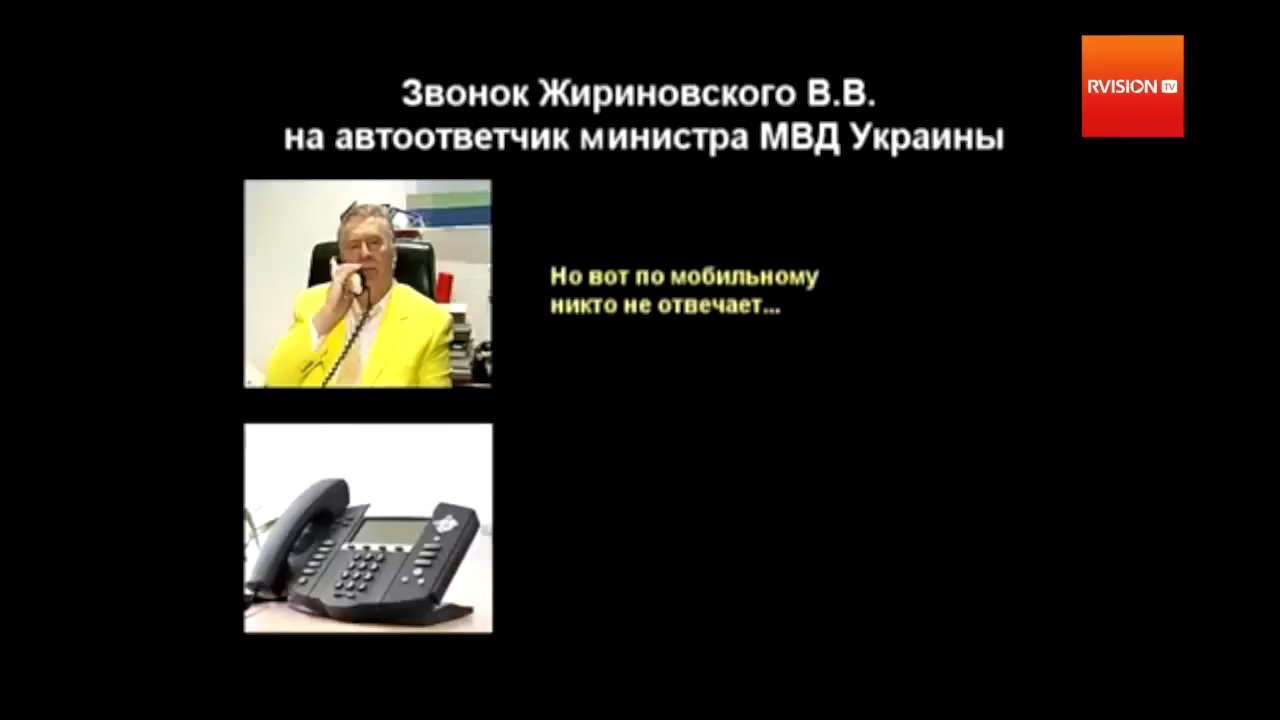 Звонок Жириновского В.В.
на автоответчик министра МВД Украины
RVISION TV
Но вот по мобильному
никто не отвечает...